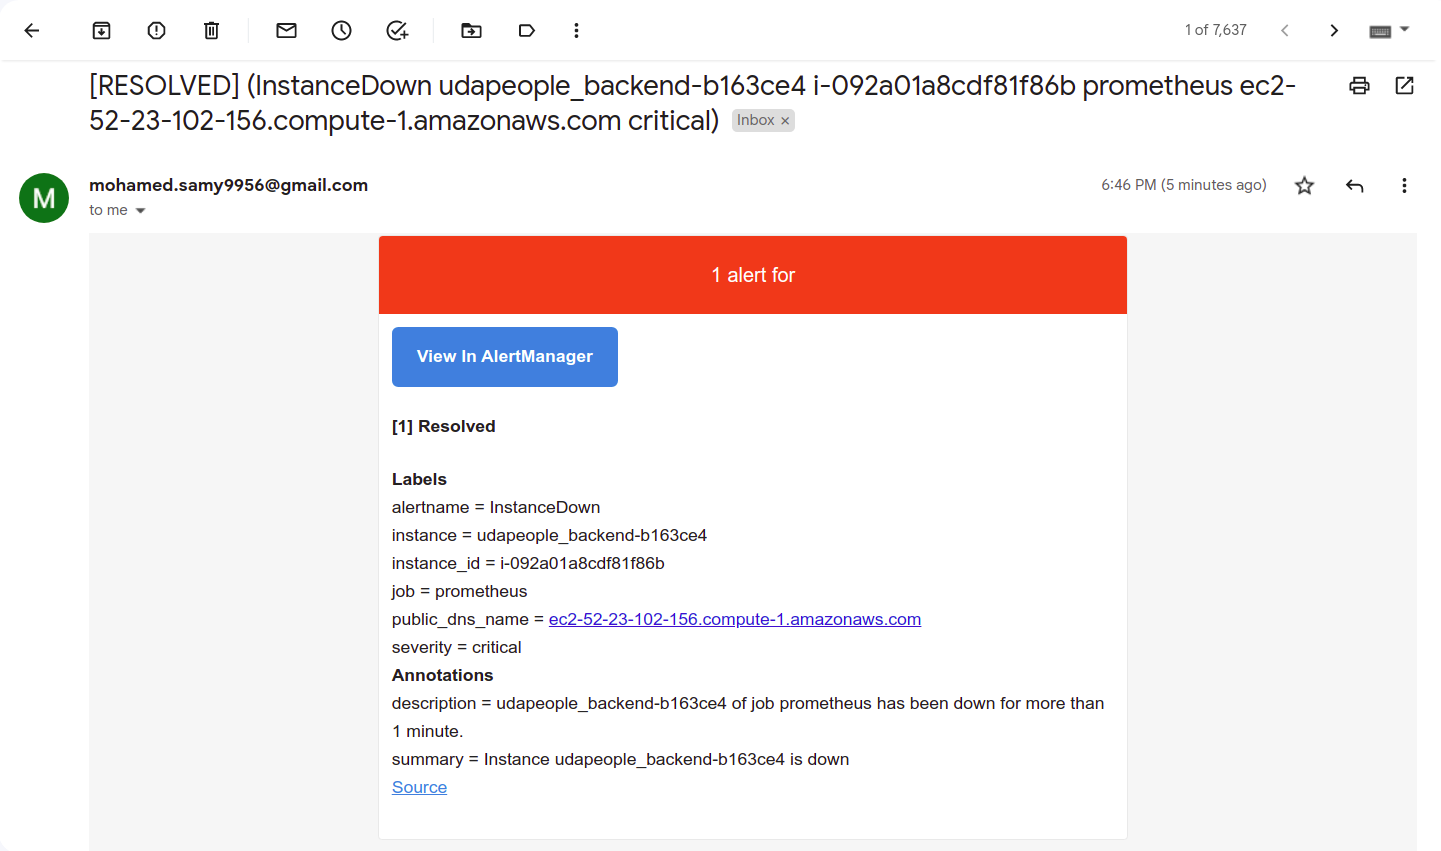 1 of 7,637
[RESOLVED] (InstanceDown udapeople_backend-b163ce4 i-092a01a8cdf81f86b prometheus ec2-
52-23-102-156.compute-1.amazonaws.com critical) Inbox ×
M
mohamed.samy9956@gmail.com
6:46 PM (5 minutes ago)
to me
1 alert for
View In AlertManager
[1] Resolved
Labels
alertname = InstanceDown
instance = udapeople_backend-b163ce4
instance_id = i-092a01a8cdf81f86b
job = prometheus
public_dns_name = ec2-52-23-102-156.compute-1.amazonaws.com
severity = critical
Annotations
description = udapeople_backend-b163ce4 of job prometheus has been down for more than
1 minute.
summary = Instance udapeople_backend-b163ce4 is down
Source